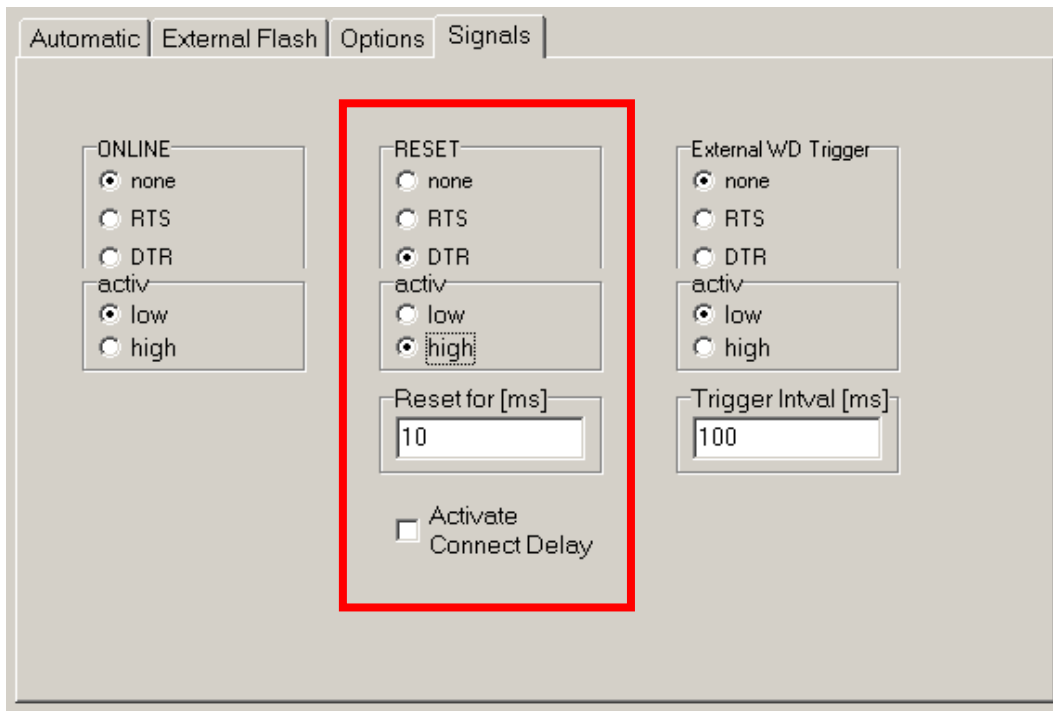 Automatic External Flash Options Signals
ONLINE
none
RTS
DTR
activ
low
high
RESET
none
RTS
DTR
activ
low
high
Reset for [ms]
10
Activate
Connect Delay
External WD Trigger
none
RTS
DTR
activ
low
high
Trigger Intval [ms]
100